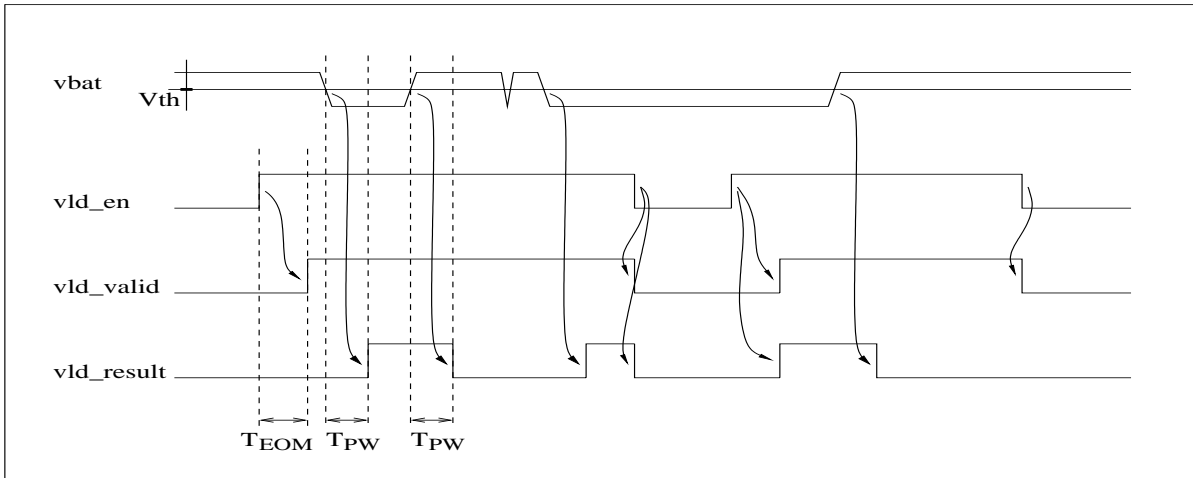 vbat
Vth
vld_en
vld_valid
vld_result
TEOM TPW TPW